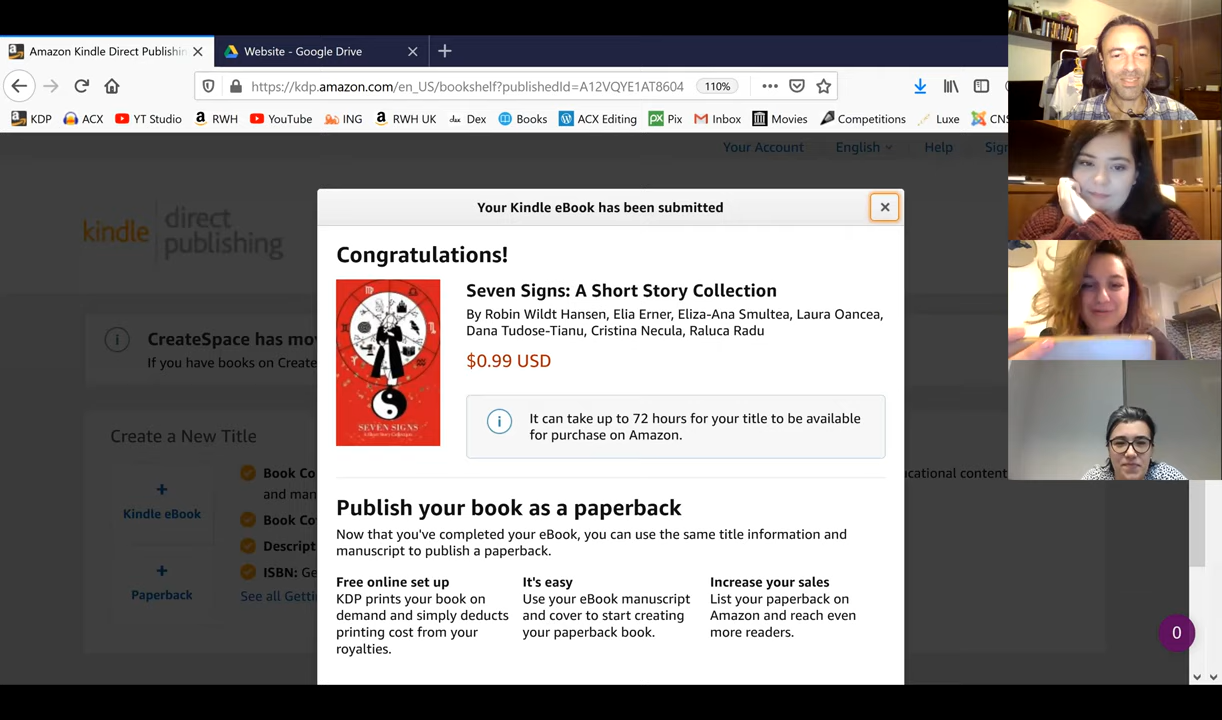 Amazon Kindle Direct Publishin
Website - Google Drive
https://kdp.amazon.com/en_US/bookshelf?publishedId=A12VQYE1AT8604
110%
KDP
ACX
YT Studio
RWH
YouTube
ING
RWH UK
Dex
Books
ACX Editing
Pix
Inbox
Movies
Competitions
Luxe
CNS
Your Account
English
Help
Sig
kindle direct
publishing
Your Kindle eBook has been submitted
Congratulations!
Seven Signs: A Short Story Collection
By Robin Wildt Hansen, Elia Erner, Eliza-Ana Smultea, Laura Oancea,
Dana Tudose-Tianu, Cristina Necula, Raluca Radu
$0.99 USD
SEVEN SIGNS
A Short Story Collection
It can take up to 72 hours for your title to be available
for purchase on Amazon.
CreateSpace has mov
If you have books on Create
Create a New Title
Kindle eBook
Paperback
Book Co
and man
Book Co
Descript
ISBN: Ge
See all Getti
ucational content
Publish your book as a paperback
Now that you've completed your eBook, you can use the same title information and
manuscript to publish a paperback.
Free online set up
KDP prints your book on
demand and simply deducts
printing cost from your
royalties.
It's easy
Use your eBook manuscript
and cover to start creating
your paperback book.
Increase your sales
List your paperback on
Amazon and reach even
more readers.
0